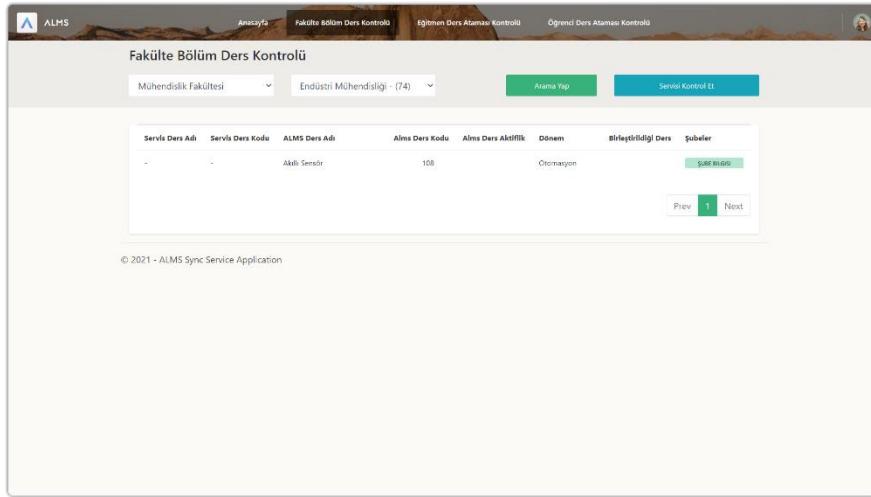 ALMS Anasayfa Fakülte Bölüm Ders Kontrolü Eğitmen Ders Ataması Kontrolü Öğrenci Ders Ataması Kontrolü
Fakülte Bölüm Ders Kontrolü
Mühendislik Fakültesi Endüstri Mühendisliği - (74) Arama Yap Servisi Kontrol Et
Servis Ders Adı Servis Ders Kodu ALMS Ders Adı Alms Ders Kodu Alms Ders Aktiflik Dönem Birleştirildiği Ders Şubeler
- - Akıllı Sensör 108 Otomasyon ŞUBE BİLGİSİ
Prev 1 Next
© 2021 - ALMS Sync Service Application